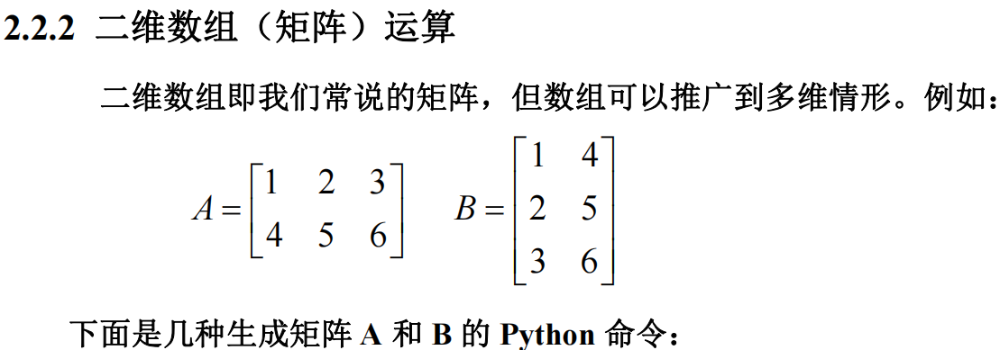 2.2.2 二维数组（矩阵）运算
二维数组即我们常说的矩阵，但数组可以推广到多维情形。例如：
A = [1 2 3
4 5 6] B = [1 4
2 5
3 6]
下面是几种生成矩阵 A 和 B 的 Python 命令：